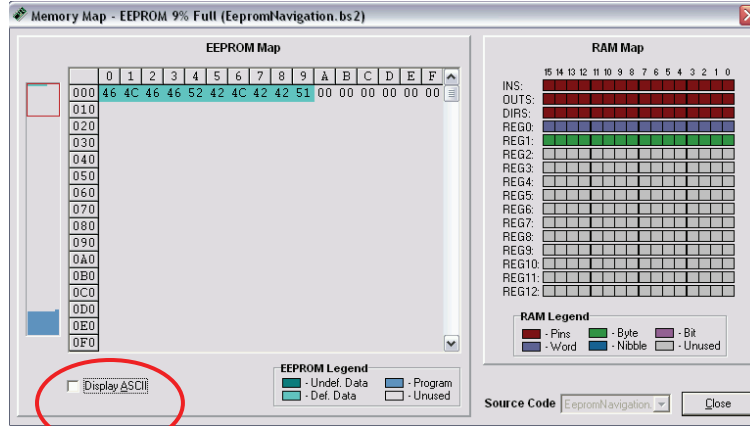 Memory Map - EEPROM 9% Full (EepromNavigation.bs2)
EEPROM Map
0 1 2 3 4 5 6 7 8 9 A B C D E F
000 46 4C 46 46 52 42 4C 42 42 51 00 00 00 00 00 00
010
020
030
040
050
060
070
080
090
0A0
0B0
0C0
0D0
0E0
0F0
Display ASCII
EEPROM Legend
- Undef. Data - Program
- Def. Data - Unused
RAM Map
15 14 13 12 11 10 9 8 7 6 5 4 3 2 1 0
INS:
OUTS:
DIRS:
REG0:
REG1:
REG2:
REG3:
REG4:
REG5:
REG6:
REG7:
REG8:
REG9:
REG10:
REG11:
REG12:
RAM Legend
- Pins - Byte - Bit
- Word - Nibble - Unused
Source Code EepromNavigation. Close